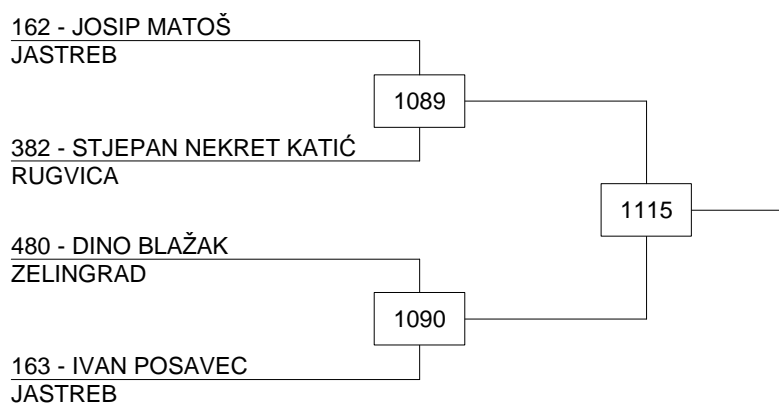 162 - JOSIP MATOŠ
JASTREB
1089
382 - STJEPAN NEKRET KATIĆ
RUGVICA
1115
480 - DINO BLAŽAK
ZELINGRAD
1090
163 - IVAN POSAVEC
JASTREB